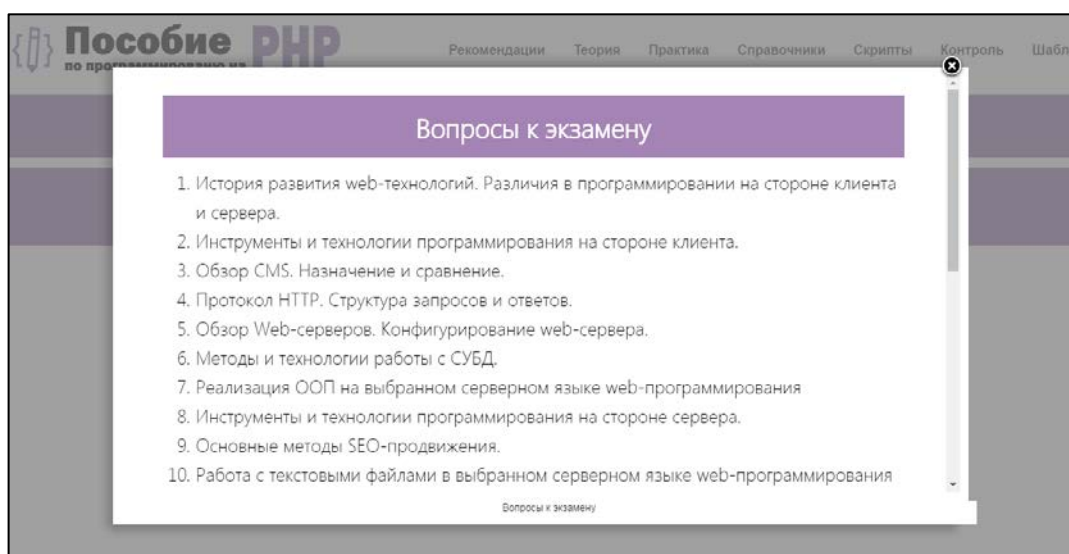 Пособие PHP
по программированию на
Рекомендации Теория Практика Справочники Скрипты Контроль Шабл
Вопросы к экзамену
1. История развития web-технологий. Различия в программировании на стороне клиента
и сервера.
2. Инструменты и технологии программирования на стороне клиента.
3. Обзор CMS. Назначение и сравнение.
4. Протокол HTTP. Структура запросов и ответов.
5. Обзор Web-серверов. Конфигурирование web-сервера.
6. Методы и технологии работы с СУБД.
7. Реализация ООП на выбранном серверном языке web-программирования
8. Инструменты и технологии программирования на стороне сервера.
9. Основные методы SEO-продвижения.
10. Работа с текстовыми файлами в выбранном серверном языке web-программирования
Вопросы к экзамену